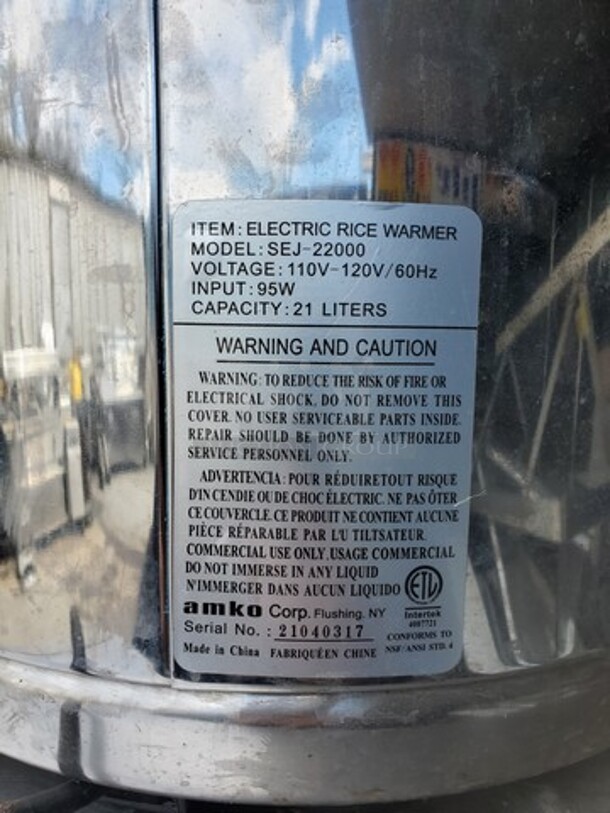 ITEM: ELECTRIC RICE WARMER
MODEL: SEJ-22000
VOLTAGE: 110V-120V/60Hz
INPUT: 95W
CAPACITY: 21 LITERS
WARNING AND CAUTION
WARNING: TO REDUCE THE RISK OF FIRE OR
ELECTRICAL SHOCK, DO NOT REMOVE THIS
COVER. NO USER SERVICEABLE PARTS INSIDE.
REPAIR SHOULD BE DONE BY AUTHORIZED
SERVICE PERSONNEL ONLY.
ADVERTENCIA: POUR RÉDUIRETOUT RISQUE
D'IN CENDIE OU DE CHOC ÉLECTRIC. NE PAS ÔTER
CE COUVERCLE. CE PRODUIT NE CONTIENT AUCUNE
PIÈCE RÉPARABLE PAR L'U TILTSATEUR.
COMMERCIAL USE ONLY. USAGE COMMERCIAL
DO NOT IMMERSE IN ANY LIQUID
N'IMMERGER DANS AUCUN LIQUIDO
ETL
amko Corp. Flushing, NY
Intertek
4007721
Serial No.: 21040317
CONFORMS TO
NSF/ANSI STD. 4
Made in China FABRIQUÉEN CHINE